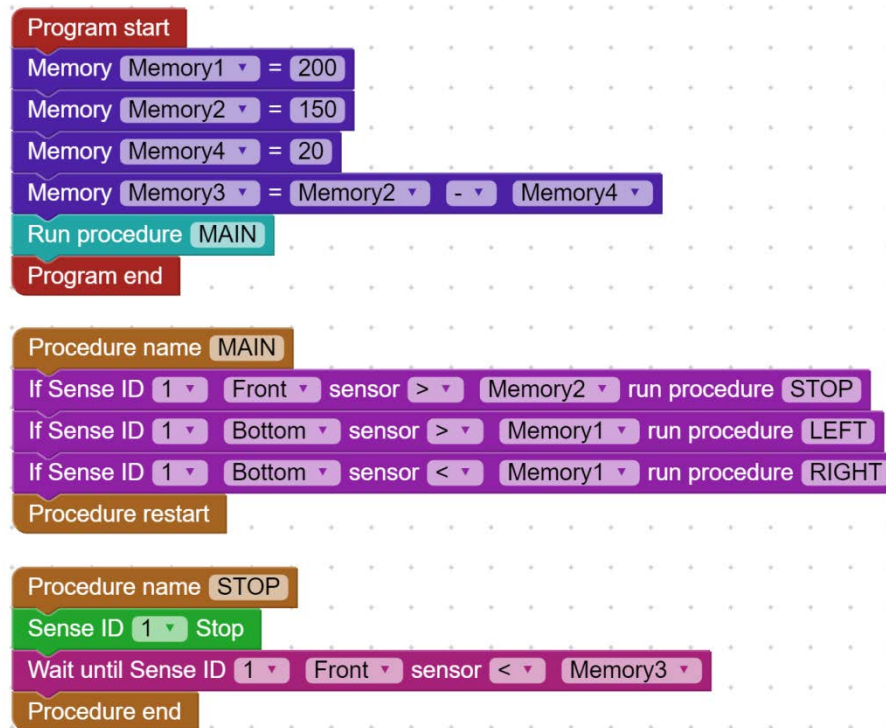 Program start
Memory Memory1 = 200
Memory Memory2 = 150
Memory Memory4 = 20
Memory Memory3 = Memory2 - Memory4
Run procedure MAIN
Program end
Procedure name MAIN
If Sense ID 1 Front sensor > Memory2 run procedure STOP
If Sense ID 1 Bottom sensor > Memory1 run procedure LEFT
If Sense ID 1 Bottom sensor < Memory1 run procedure RIGHT
Procedure restart
Procedure name STOP
Sense ID 1 Stop
Wait until Sense ID 1 Front sensor < Memory3
Procedure end